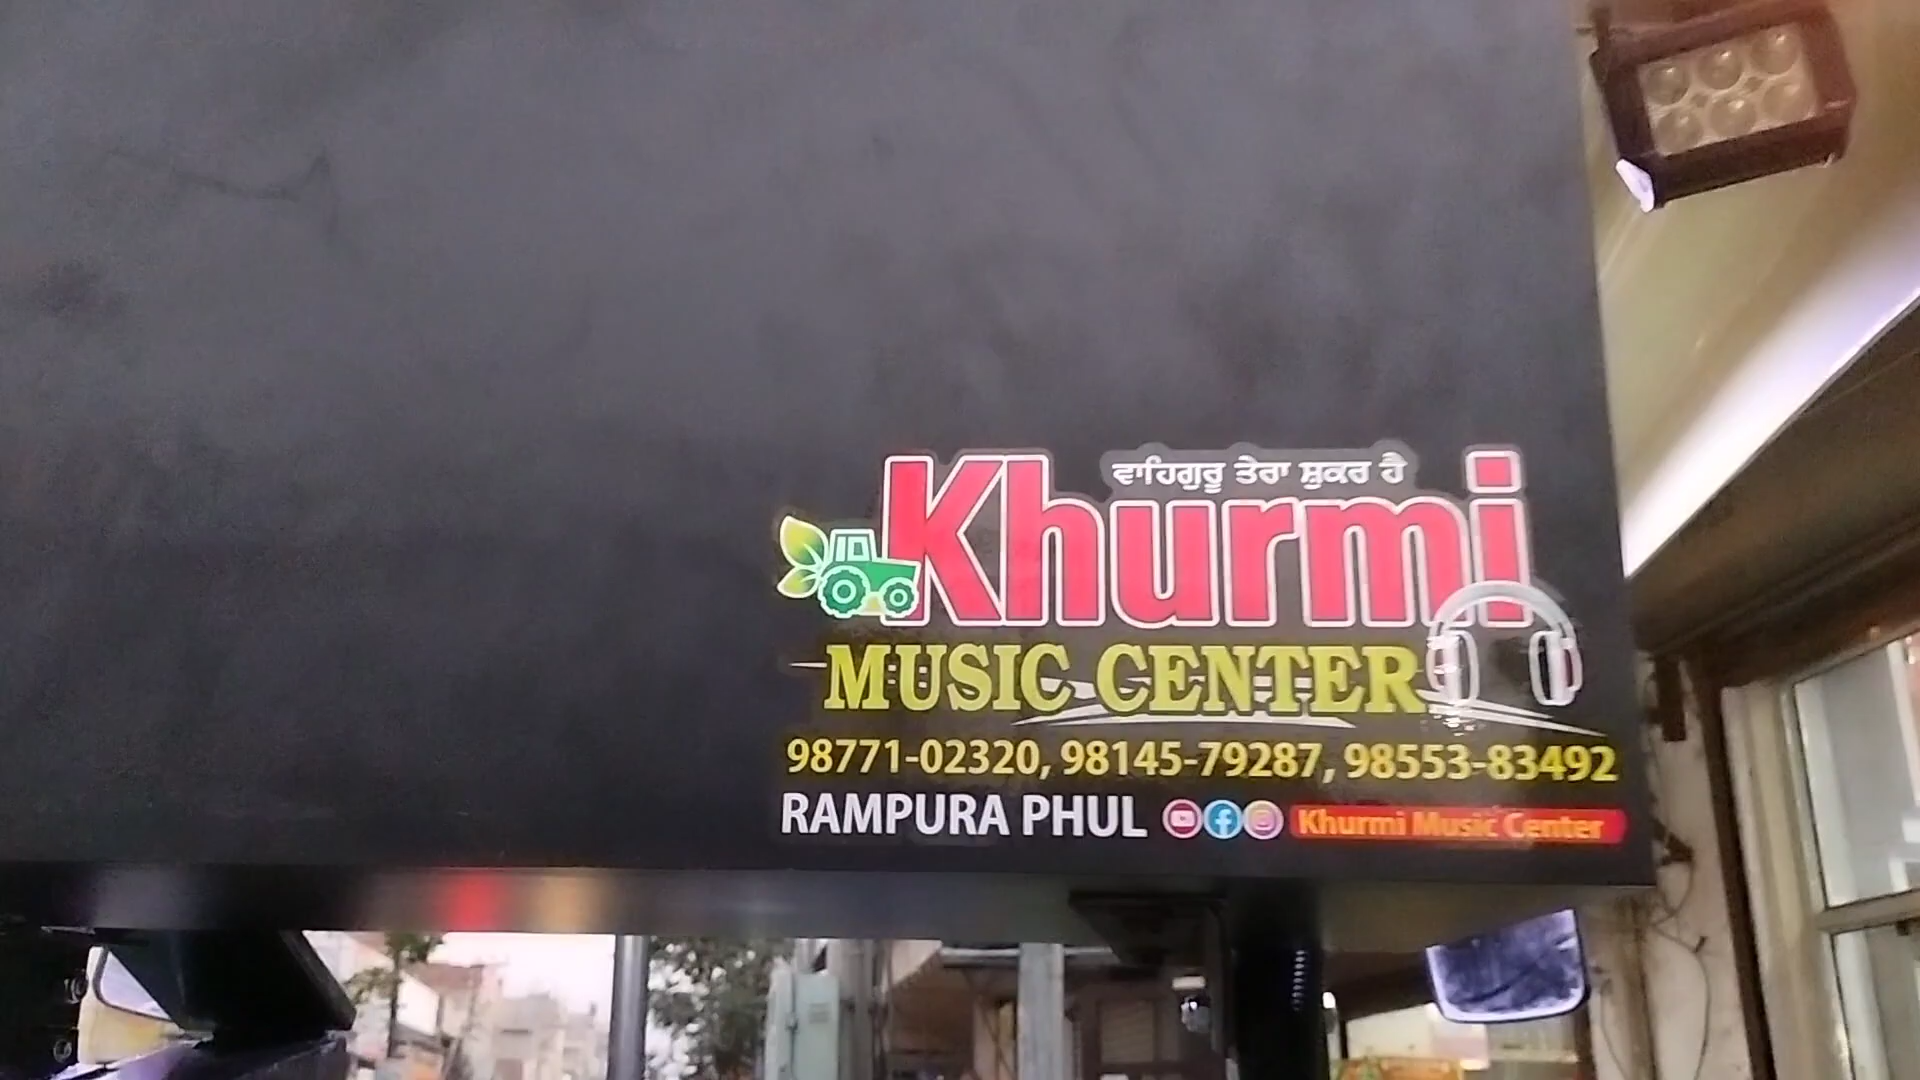 ਵਾਹਿਗੁਰੂ ਤੇਰਾ ਸ਼ੁਕਰ ਹੈ
Khurmi
MUSIC CENTER
98771-02320, 98145-79287, 98553-83492
RAMPURA PHUL Khurmi Music Center